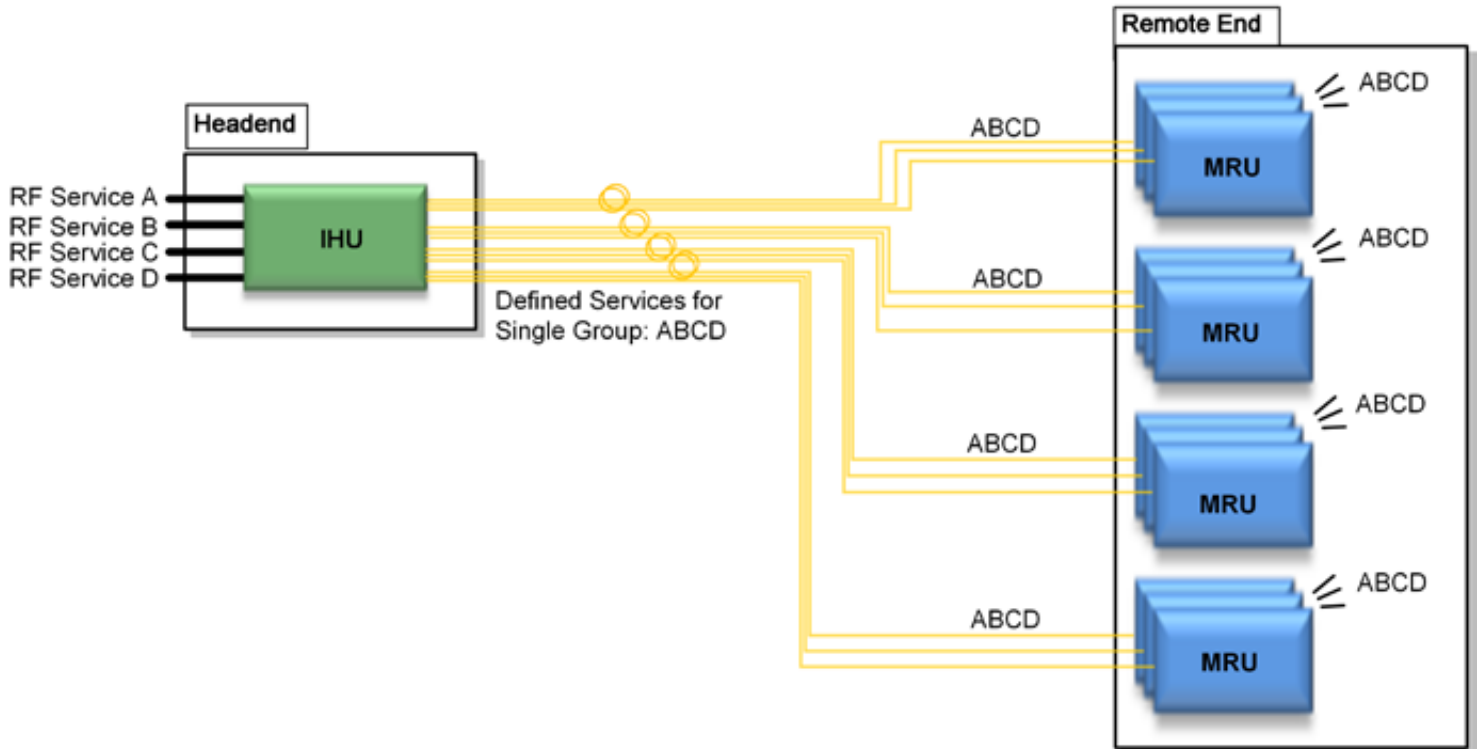 Remote End
Headend
RF Service A
RF Service B
RF Service C
RF Service D
IHU
Defined Services for
Single Group: ABCD
ABCD
MRU
ABCD
ABCD
MRU
ABCD
ABCD
MRU
ABCD
ABCD
MRU
ABCD